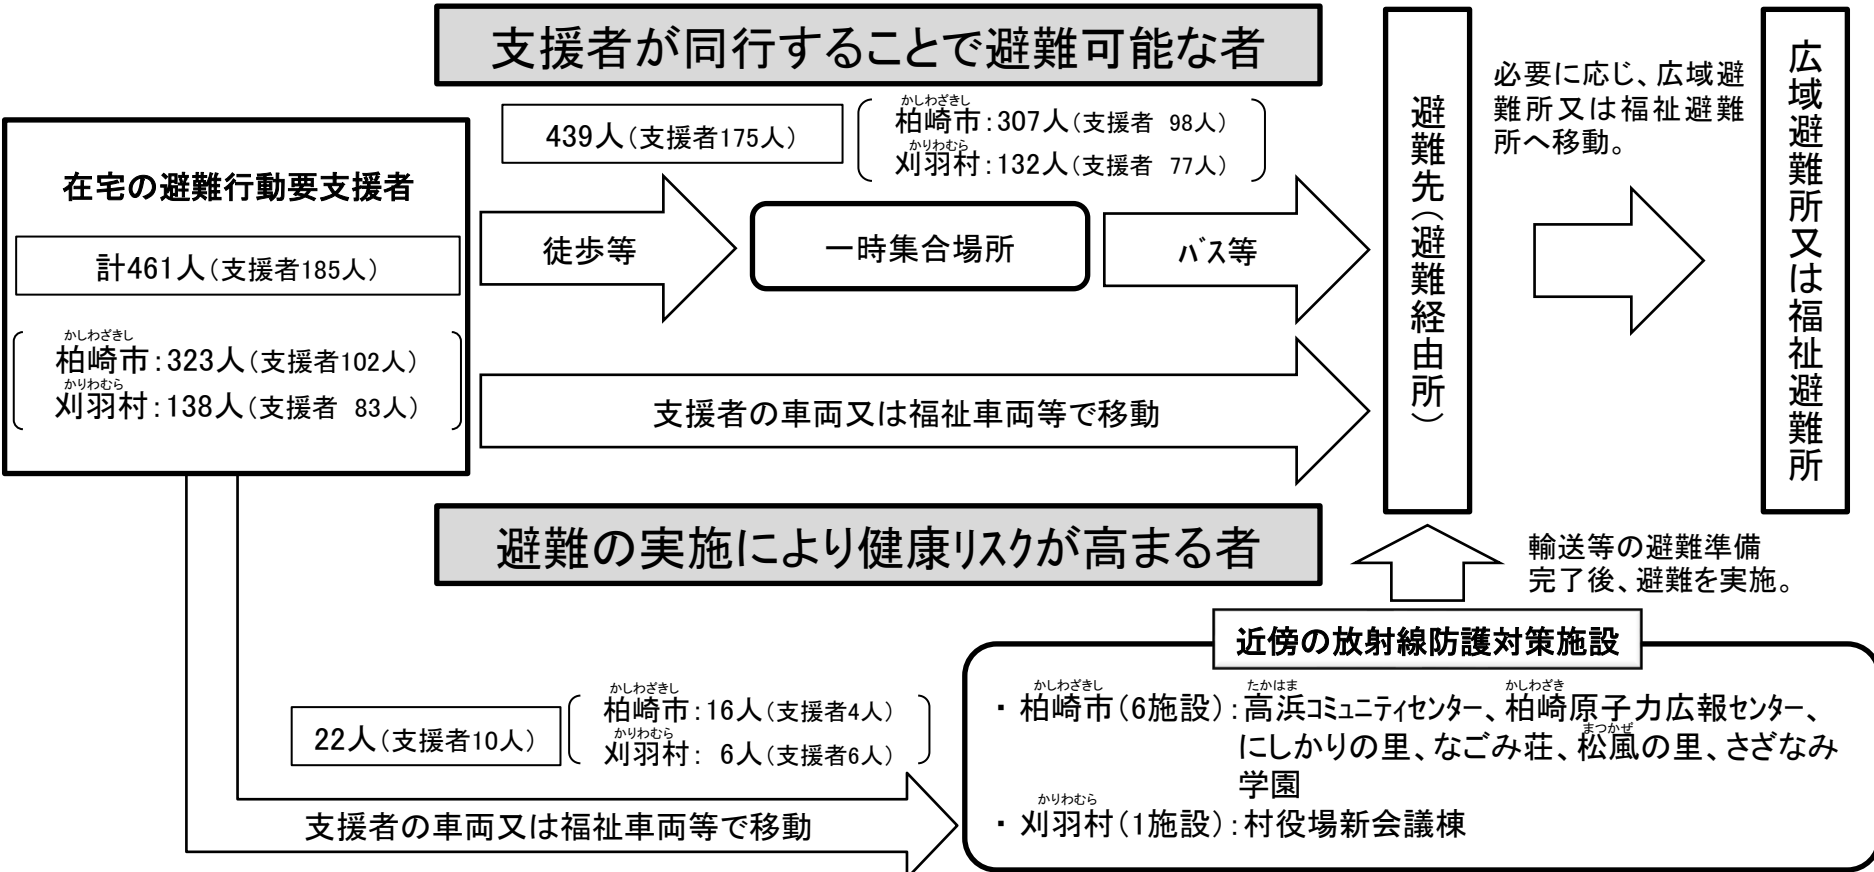 支援者が同行することで避難可能な者
439人(支援者175人)
かしわざきし
柏崎市:307人(支援者 98人)
かりわむら
刈羽村:132人(支援者 77人)
在宅の避難行動要支援者
計461人(支援者185人)
かしわざきし
柏崎市:323人(支援者102人)
かりわむら
刈羽村:138人(支援者 83人)
徒歩等
一時集合場所
バス等
支援者の車両又は福祉車両等で移動
避難先(避難経由所)
必要に応じ、広域避
難所又は福祉避難
所へ移動。
広域避難所又は福祉避難所
避難の実施により健康リスクが高まる者
輸送等の避難準備
完了後、避難を実施。
22人(支援者10人)
かしわざきし
柏崎市:16人(支援者4人)
かりわむら
刈羽村: 6人(支援者6人)
支援者の車両又は福祉車両等で移動
近傍の放射線防護対策施設
かしわざきし たかはま かしわざき
・柏崎市(6施設):高浜コミュニティセンター、柏崎原子力広報センター、
まつかぜ
にしかりの里、なごみ荘、松風の里、さざなみ
学園
かりわむら
・刈羽村(1施設):村役場新会議棟